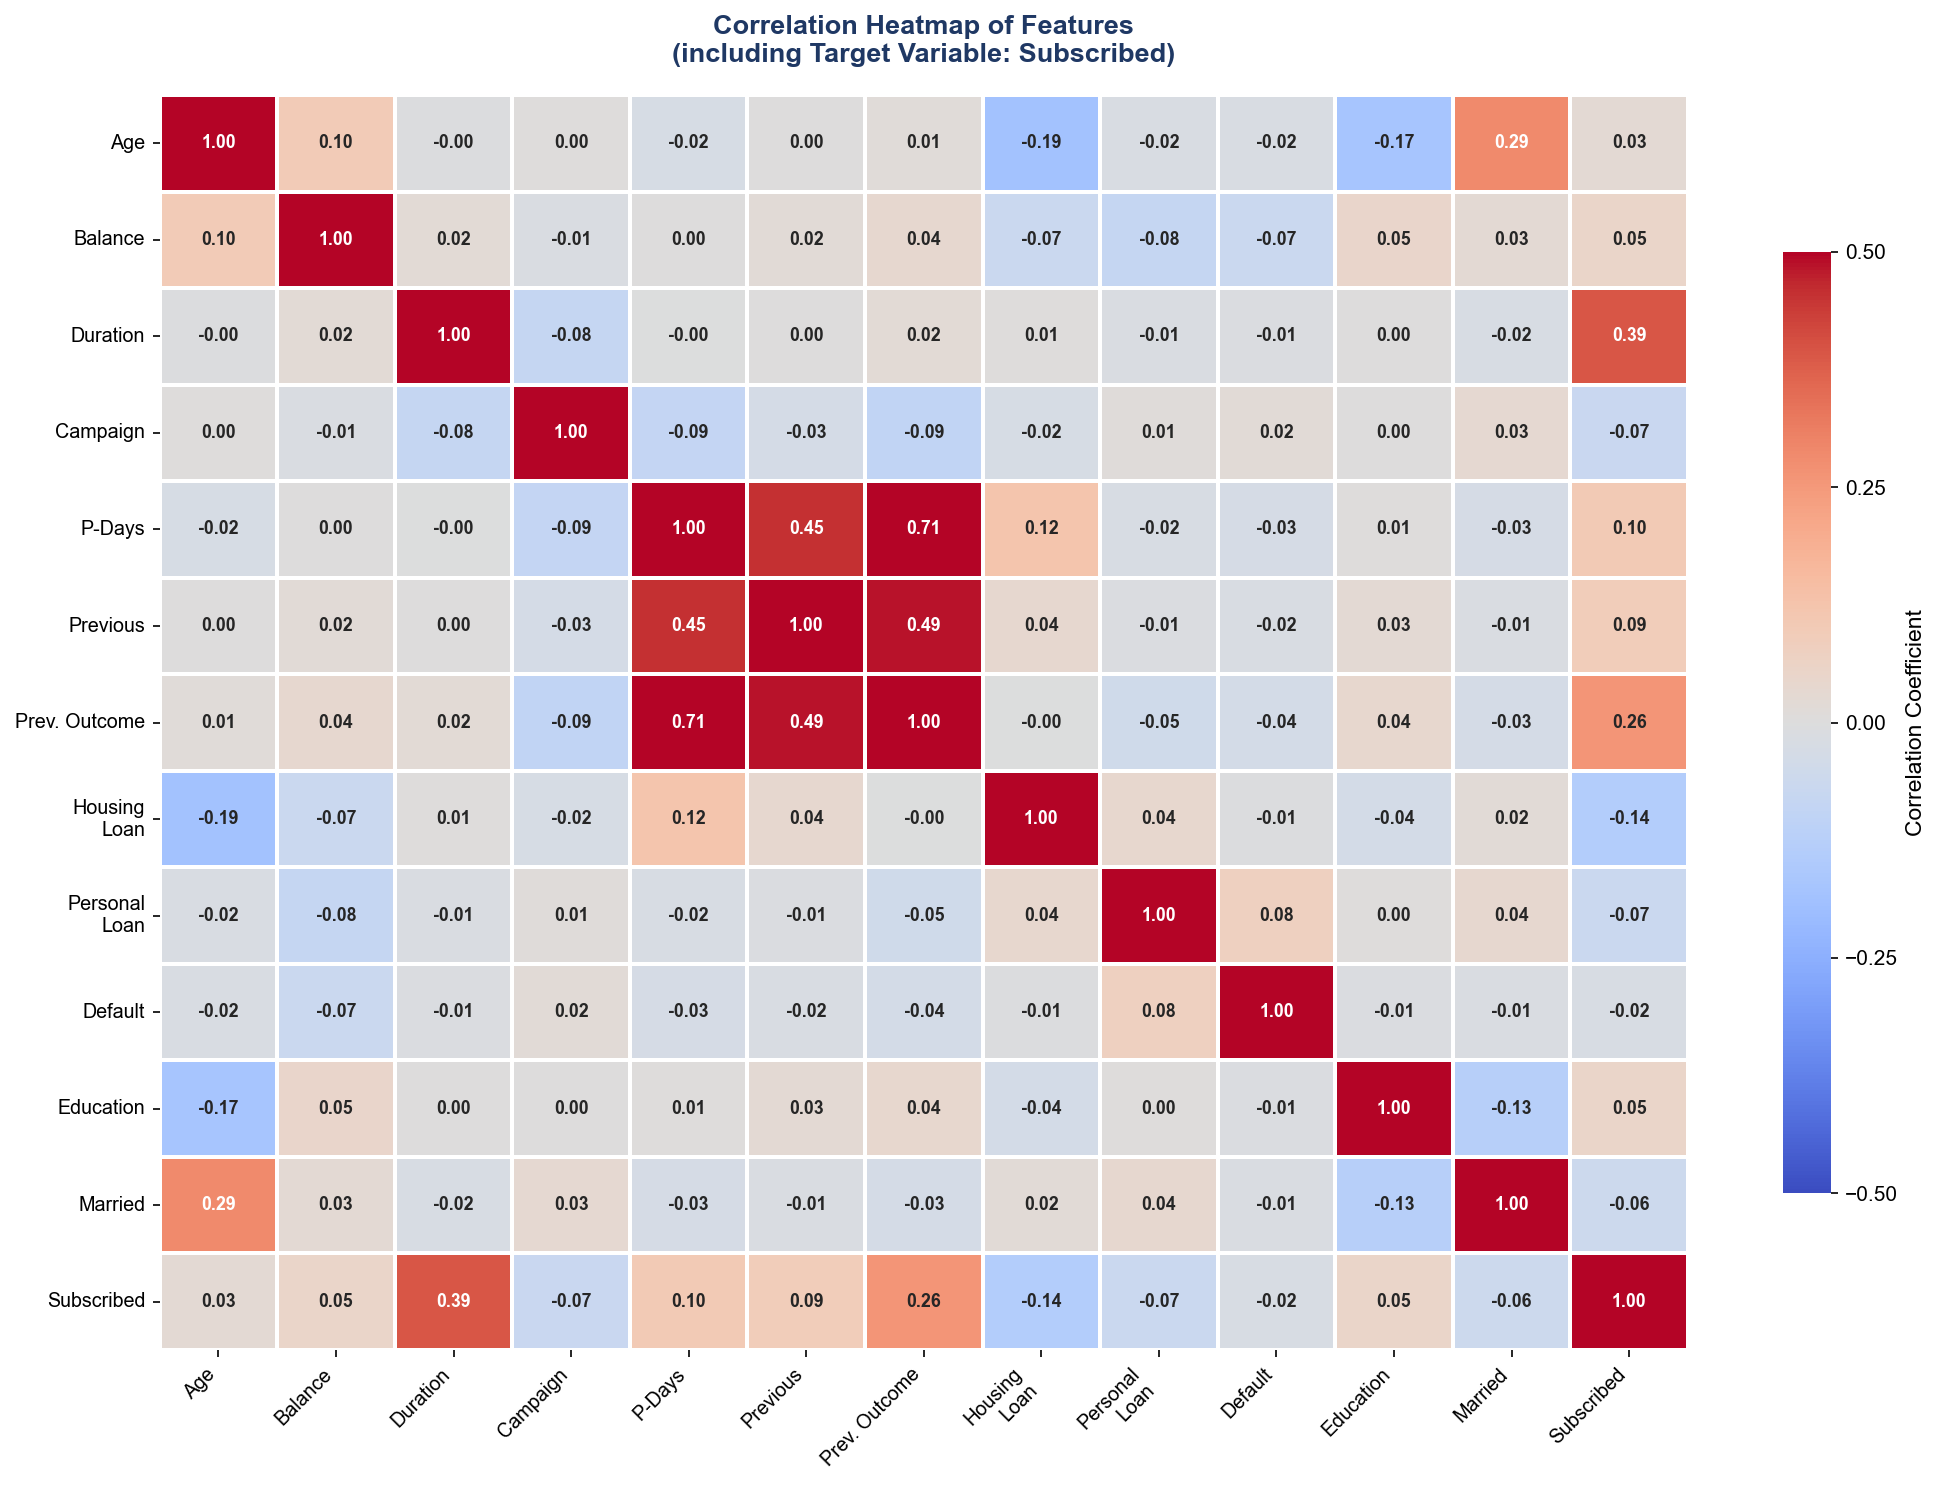 Correlation Heatmap of Features
(including Target Variable: Subscribed)
Age 1.00 0.10 -0.00 0.00 -0.02 0.00 0.01 -0.19 -0.02 -0.02 -0.17 0.29 0.03
Balance 0.10 1.00 0.02 -0.01 0.00 0.02 0.04 -0.07 -0.08 -0.07 0.05 0.03 0.05
Duration -0.00 0.02 1.00 -0.08 -0.00 0.00 0.02 0.01 -0.01 -0.01 0.00 -0.02 0.39
Campaign 0.00 -0.01 -0.08 1.00 -0.09 -0.03 -0.09 -0.02 0.01 0.02 0.00 0.03 -0.07
P-Days -0.02 0.00 -0.00 -0.09 1.00 0.45 0.71 0.12 -0.02 -0.03 0.01 -0.03 0.10
Previous 0.00 0.02 0.00 -0.03 0.45 1.00 0.49 0.04 -0.01 -0.02 0.03 -0.01 0.09
Prev. Outcome 0.01 0.04 0.02 -0.09 0.71 0.49 1.00 -0.00 -0.05 -0.04 0.04 -0.03 0.26
Housing
Loan -0.19 -0.07 0.01 -0.02 0.12 0.04 -0.00 1.00 0.04 -0.01 -0.04 0.02 -0.14
Personal
Loan -0.02 -0.08 -0.01 0.01 -0.02 -0.01 -0.05 0.04 1.00 0.08 0.00 0.04 -0.07
Default -0.02 -0.07 -0.01 0.02 -0.03 -0.02 -0.04 -0.01 0.08 1.00 -0.01 -0.01 -0.02
Education -0.17 0.05 0.00 0.00 0.01 0.03 0.04 -0.04 0.00 -0.01 1.00 -0.13 0.05
Married 0.29 0.03 -0.02 0.03 -0.03 -0.01 -0.03 0.02 0.04 -0.01 -0.13 1.00 -0.06
Subscribed 0.03 0.05 0.39 -0.07 0.10 0.09 0.26 -0.14 -0.07 -0.02 0.05 -0.06 1.00
Age
Balance
Duration
Campaign
P-Days
Previous
Prev. Outcome
Housing
Loan
Personal
Loan
Default
Education
Married
Subscribed
0.50
0.25
0.00
−0.25
−0.50
Correlation Coefficient